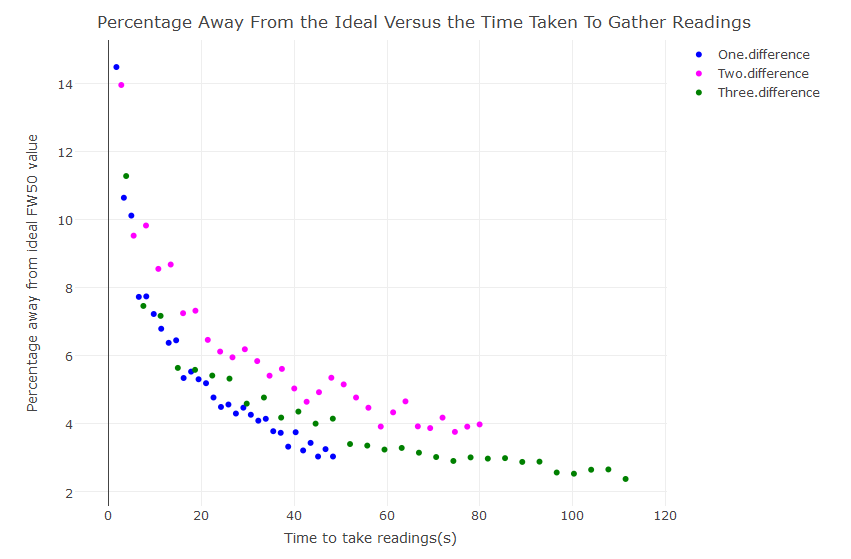 Percentage Away From the Ideal Versus the Time Taken To Gather Readings
One.difference
Two.difference
Three.difference
Percentage away from ideal FW50 value
14
12
10
8
6
4
2
0 20 40 60 80 100 120
Time to take readings(s)